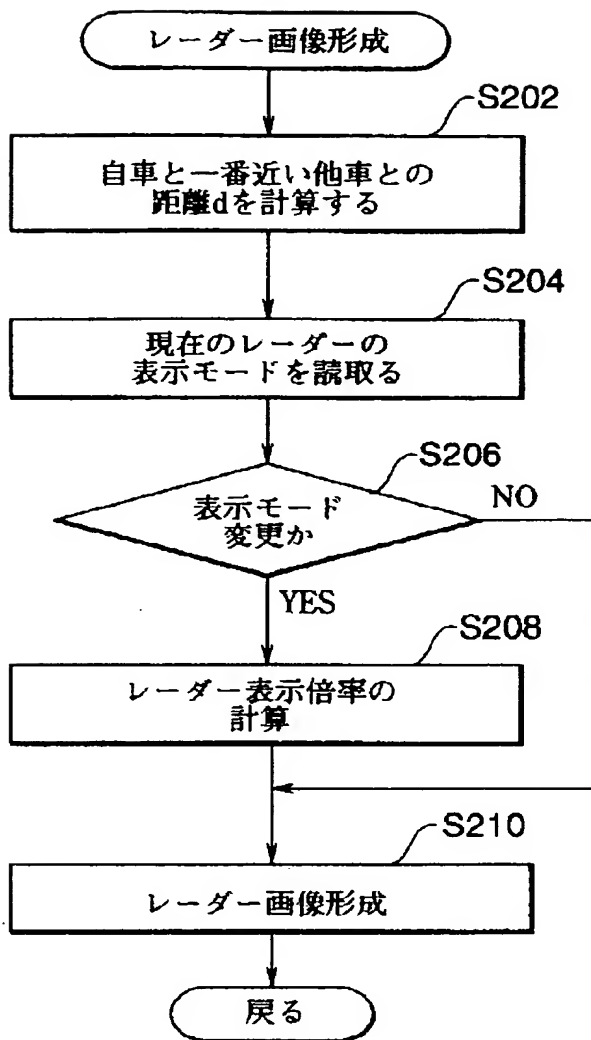 レーダー画像形成
S202
自車と一番近い他車との
距離dを計算する
S204
現在のレーダーの
表示モードを読取る
S206
表示モード
変更か
NO
YES
S208
レーダー表示倍率の
計算
S210
レーダー画像形成
戻る